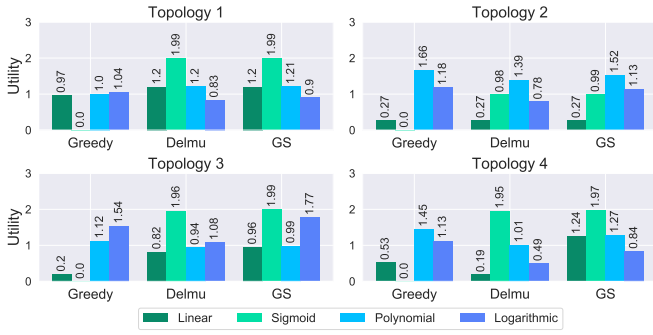 Topology 1
Topology 2
Utility
3
2
1
0
0.97
0.0
1.0
1.04
1.2
1.99
1.2
0.83
1.2
1.99
1.21
0.9
Greedy
Delmu
GS
3
2
1
0
0.27
0.0
1.66
1.18
0.27
0.98
1.39
0.78
0.27
0.99
1.52
1.13
Greedy
Delmu
GS
Topology 3
Topology 4
Utility
3
2
1
0
0.2
0.0
1.12
1.54
0.82
1.96
0.94
1.08
0.96
1.99
0.99
1.77
Greedy
Delmu
GS
3
2
1
0
0.53
0.0
1.45
1.13
0.19
1.95
1.01
0.49
1.24
1.97
1.27
0.84
Greedy
Delmu
GS
Linear
Sigmoid
Polynomial
Logarithmic